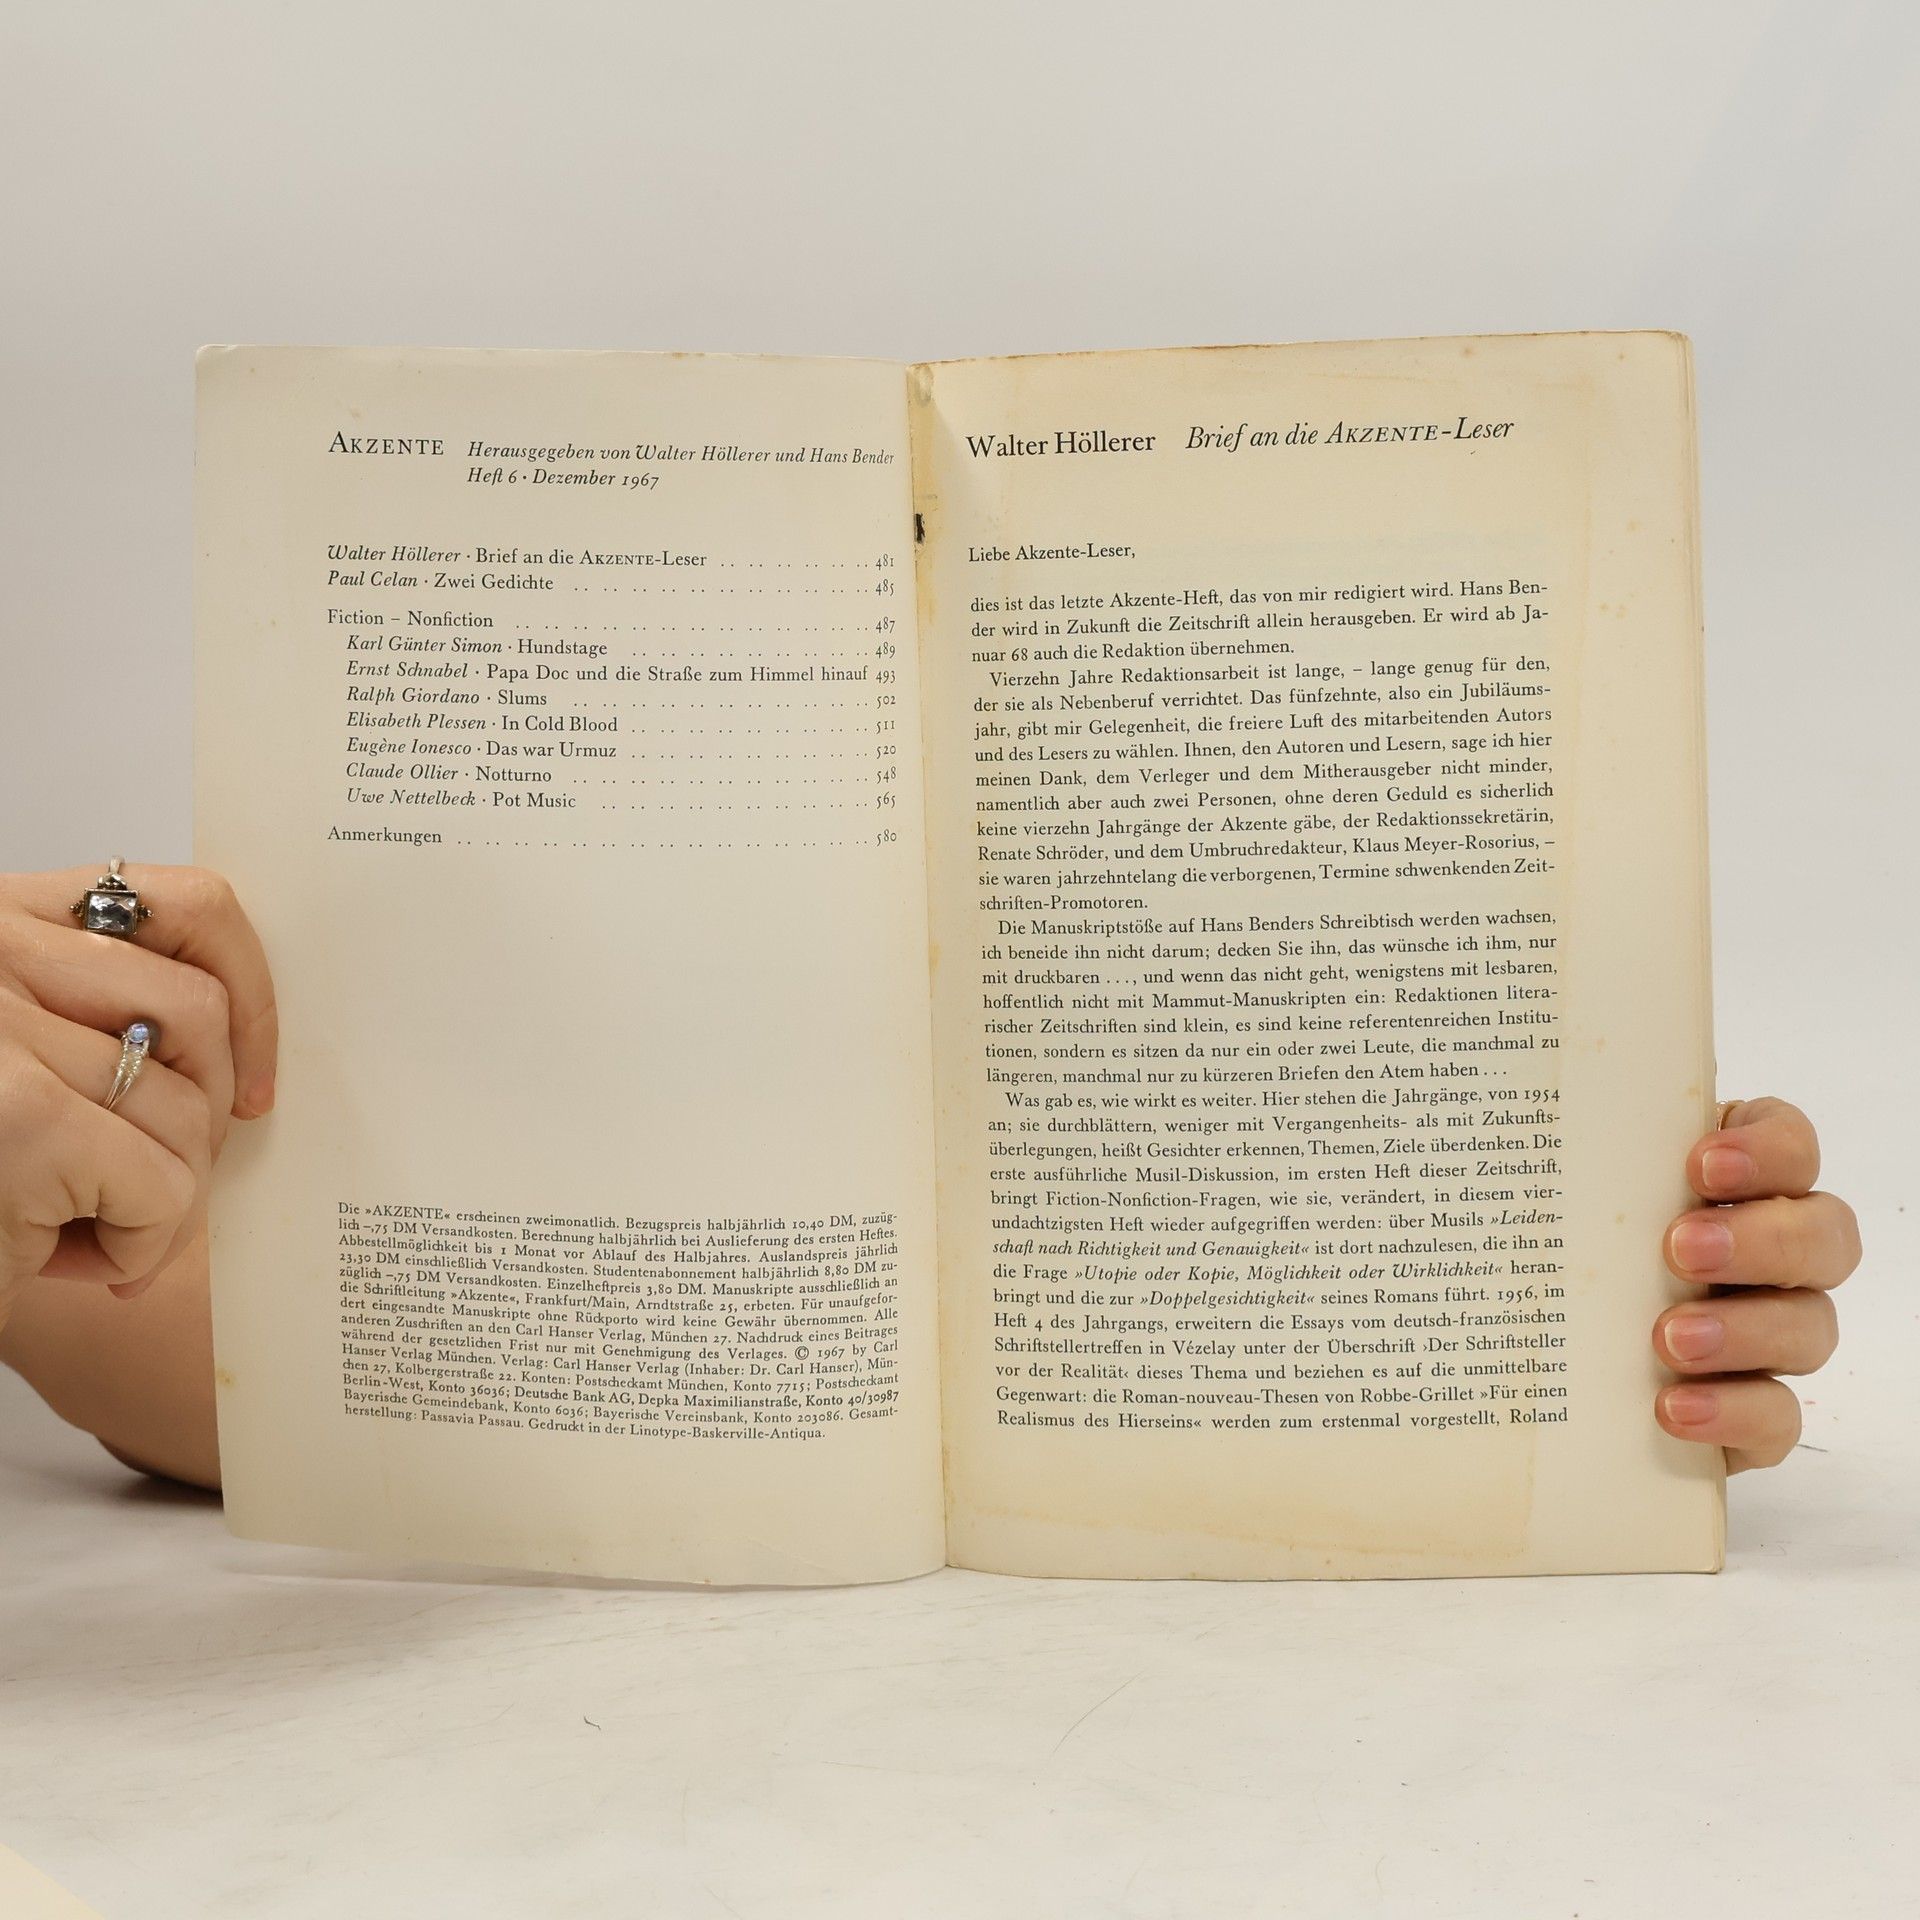 AKZENTE Herausgegeben von Walter Höllerer und Hans Bender
Heft 6 · Dezember 1967
Walter Höllerer · Brief an die AKZENTE-Leser . . . . . . . . . . 481
Paul Celan · Zwei Gedichte . . . . . . . . . . . . . . . . . 485
Fiction – Nonfiction . . . . . . . . . . . . . . . . . . . . 487
Karl Günter Simon · Hundstage . . . . . . . . . . . . . . 489
Ernst Schnabel · Papa Doc und die Straße zum Himmel hinauf 493
Ralph Giordano · Slums . . . . . . . . . . . . . . . . . 502
Elisabeth Plessen · In Cold Blood . . . . . . . . . . . . . . 511
Eugène Ionesco · Das war Urmuz . . . . . . . . . . . . . . 520
Claude Ollier · Notturno . . . . . . . . . . . . . . . . . 548
Uwe Nettelbeck · Pot Music . . . . . . . . . . . . . . . . 565
Anmerkungen . . . . . . . . . . . . . . . . . . . . . . . 580
Die »AKZENTE« erscheinen zweimonatlich. Bezugspreis halbjährlich 10,40 DM, zuzüg-
lich –,75 DM Versandkosten. Berechnung halbjährlich bei Auslieferung des ersten Heftes.
Abbestellmöglichkeit bis 1 Monat vor Ablauf des Halbjahres. Auslandspreis jährlich
23,30 DM einschließlich Versandkosten. Studentenabonnement halbjährlich 8,80 DM zu-
züglich –,75 DM Versandkosten. Einzelheftpreis 3,80 DM. Manuskripte ausschließlich an
die Schriftleitung »Akzente«, Frankfurt/Main, Arndtstraße 25, erbeten. Für unaufgefor-
dert eingesandte Manuskripte ohne Rückporto wird keine Gewähr übernommen. Alle
anderen Zuschriften an den Carl Hanser Verlag, München 27. Nachdruck eines Beitrages
während der gesetzlichen Frist nur mit Genehmigung des Verlages. © 1967 by Carl
Hanser Verlag München. Verlag: Carl Hanser Verlag (Inhaber: Dr. Carl Hanser), Mün-
chen 27, Kolbergerstraße 22. Konten: Postscheckamt München, Konto 7715; Postscheckamt
Berlin-West, Konto 36036; Deutsche Bank AG, Depka Maximilianstraße, Konto 40/30987
Bayerische Gemeindebank, Konto 6036; Bayerische Vereinsbank, Konto 203086. Gesamt-
herstellung: Passavia Passau. Gedruckt in der Linotype-Baskerville-Antiqua.
Walter Höllerer Brief an die AKZENTE-Leser
Liebe Akzente-Leser,
dies ist das letzte Akzente-Heft, das von mir redigiert wird. Hans Ben-
der wird in Zukunft die Zeitschrift allein herausgeben. Er wird ab Ja-
nuar 68 auch die Redaktion übernehmen.
Vierzehn Jahre Redaktionsarbeit ist lange, – lange genug für den,
der sie als Nebenberuf verrichtet. Das fünfzehnte, also ein Jubiläums-
jahr, gibt mir Gelegenheit, die freiere Luft des mitarbeitenden Autors
und des Lesers zu wählen. Ihnen, den Autoren und Lesern, sage ich hier
meinen Dank, dem Verleger und dem Mitherausgeber nicht minder,
namentlich aber auch zwei Personen, ohne deren Geduld es sicherlich
keine vierzehn Jahrgänge der Akzente gäbe, der Redaktionssekretärin,
Renate Schröder, und dem Umbruchredakteur, Klaus Meyer-Rosorius, –
sie waren jahrzehntelang die verborgenen, Termine schwenkenden Zeit-
schriften-Promotoren.
Die Manuskriptstöße auf Hans Benders Schreibtisch werden wachsen,
ich beneide ihn nicht darum; decken Sie ihn, das wünsche ich ihm, nur
mit druckbaren . . ., und wenn das nicht geht, wenigstens mit lesbaren,
hoffentlich nicht mit Mammut-Manuskripten ein: Redaktionen litera-
rischer Zeitschriften sind klein, es sind keine referentenreichen Institu-
tionen, sondern es sitzen da nur ein oder zwei Leute, die manchmal zu
längeren, manchmal nur zu kürzeren Briefen den Atem haben . . .
Was gab es, wie wirkt es weiter. Hier stehen die Jahrgänge, von 1954
an; sie durchblättern, weniger mit Vergangenheits- als mit Zukunfts-
überlegungen, heißt Gesichter erkennen, Themen, Ziele überdenken. Die
erste ausführliche Musil-Diskussion, im ersten Heft dieser Zeitschrift,
bringt Fiction-Nonfiction-Fragen, wie sie, verändert, in diesem vier-
undachtzigsten Heft wieder aufgegriffen werden: über Musils »Leiden-
schaft nach Richtigkeit und Genauigkeit« ist dort nachzulesen, die ihn an
die Frage »Utopie oder Kopie, Möglichkeit oder Wirklichkeit« heran-
bringt und die zur »Doppelgesichtigkeit« seines Romans führt. 1956, im
Heft 4 des Jahrgangs, erweitern die Essays vom deutsch-französischen
Schriftstellertreffen in Vézelay unter der Überschrift ›Der Schriftsteller
vor der Realität‹ dieses Thema und beziehen es auf die unmittelbare
Gegenwart: die Roman-nouveau-Thesen von Robbe-Grillet »Für einen
Realismus des Hierseins« werden zum erstenmal vorgestellt, Roland